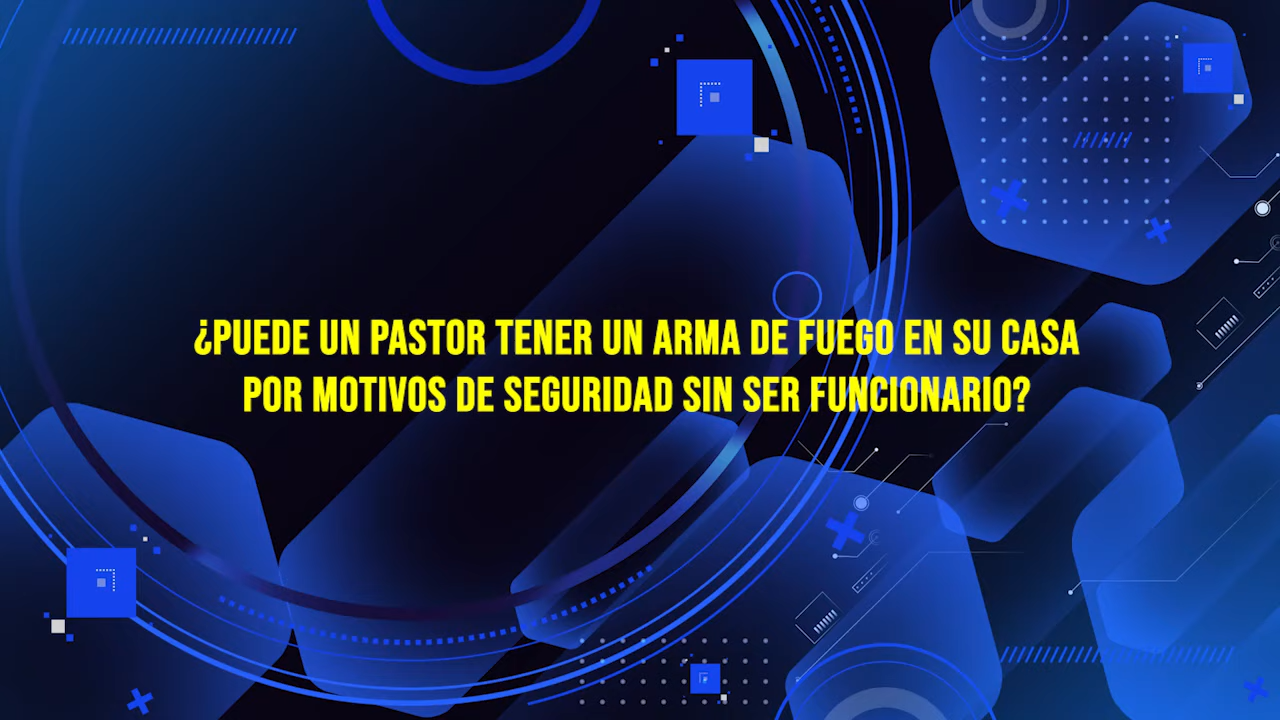 ¿PUEDE UN PASTOR TENER UN ARMA DE FUEGO EN SU CASA
POR MOTIVOS DE SEGURIDAD SIN SER FUNCIONARIO?